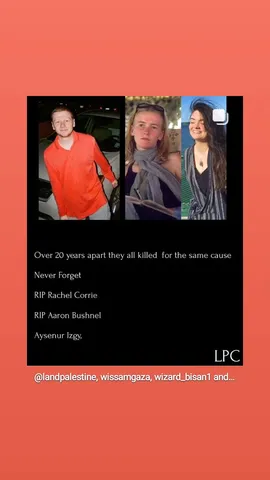 Over 20 years apart they all killed for the same cause
Never Forget
RIP Rachel Corrie
RIP Aaron Bushnel
Aysenur Izgy,
LPC
@landpalestine, wissamgaza, wizard_bisan1 and...